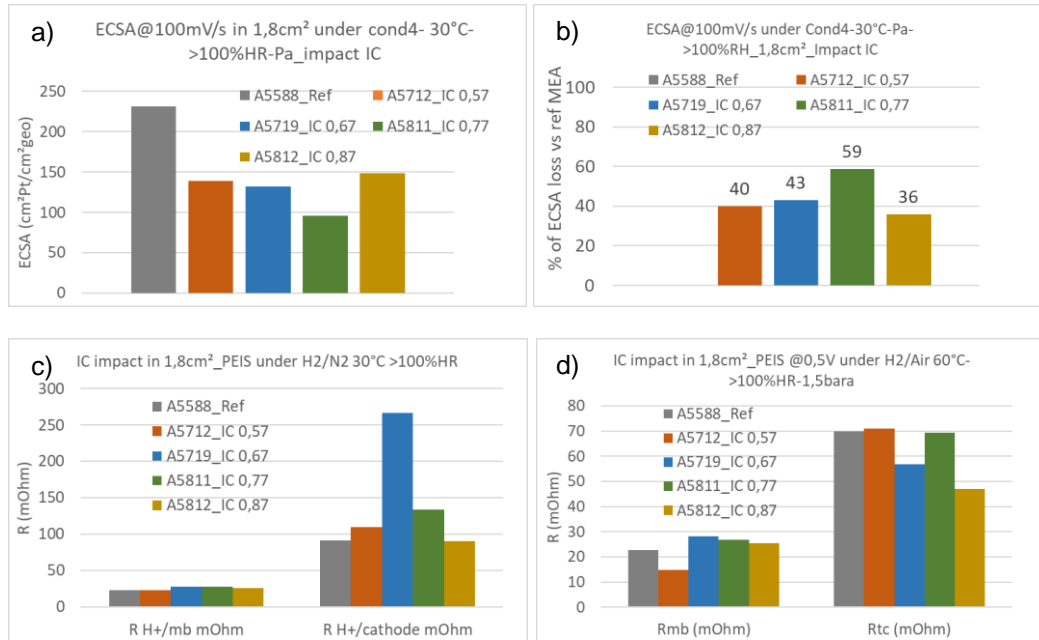 a)
ECSA@100mV/s in 1,8cm² under cond4- 30°C-
>100%HR-Pa_impact IC
A5588_Ref
A5712_IC 0,57
A5719_IC 0,67
A5811_IC 0,77
A5812_IC 0,87
ECSA (cm²Pt/cm²geo)
250
200
150
100
50
0
b)
ECSA@100mV/s under Cond4-30°C-Pa-
>100%RH_1,8cm²_Impact IC
A5588_Ref
A5712_IC 0,57
A5719_IC 0,67
A5811_IC 0,77
A5812_IC 0,87
% of ECSA loss vs ref MEA
100
80
60
40
20
0
40
43
59
36
c)
IC impact in 1,8cm²_PEIS under H2/N2 30°C >100%HR
A5588_Ref
A5712_IC 0,57
A5719_IC 0,67
A5811_IC 0,77
A5812_IC 0,87
R (mOhm)
300
250
200
150
100
50
0
R H+/mb mOhm
R H+/cathode mOhm
d)
IC impact in 1,8cm²_PEIS @0,5V under H2/Air 60°C-
>100%HR-1,5bara
A5588_Ref
A5712_IC 0,57
A5719_IC 0,67
A5811_IC 0,77
A5812_IC 0,87
R (mOhm)
80
70
60
50
40
30
20
10
0
Rmb (mOhm)
Rtc (mOhm)